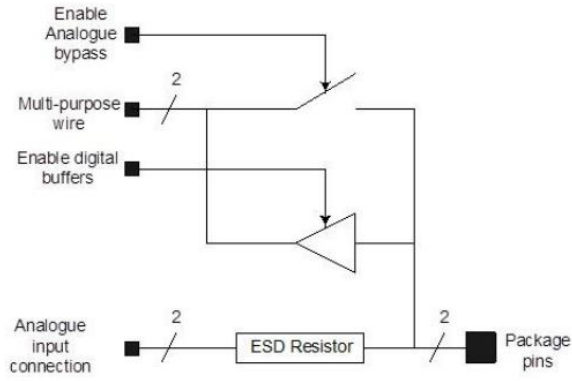 Enable
Analogue
bypass
2
Multi-purpose
wire
Enable digital
buffers
2
2
Analogue
input
connection
ESD Resistor
Package
pins